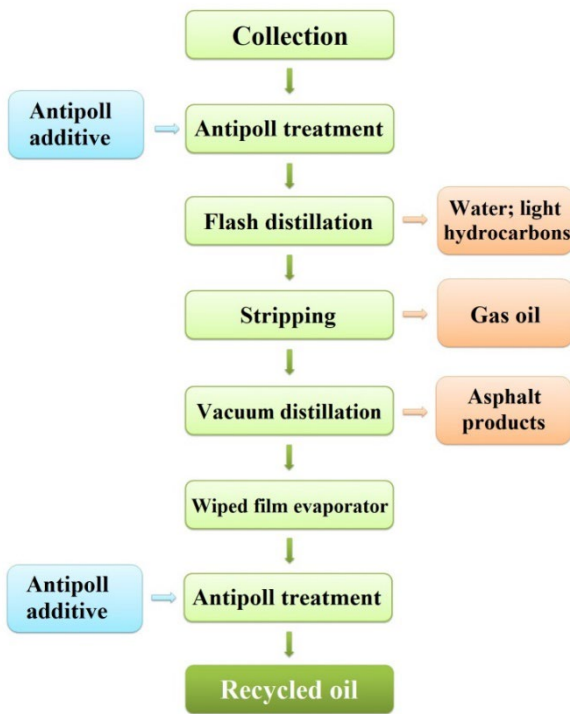 Collection
Antipoll
additive
Antipoll treatment
Flash distillation
Water; light
hydrocarbons
Stripping
Gas oil
Vacuum distillation
Asphalt
products
Wiped film evaporator
Antipoll
additive
Antipoll treatment
Recycled oil